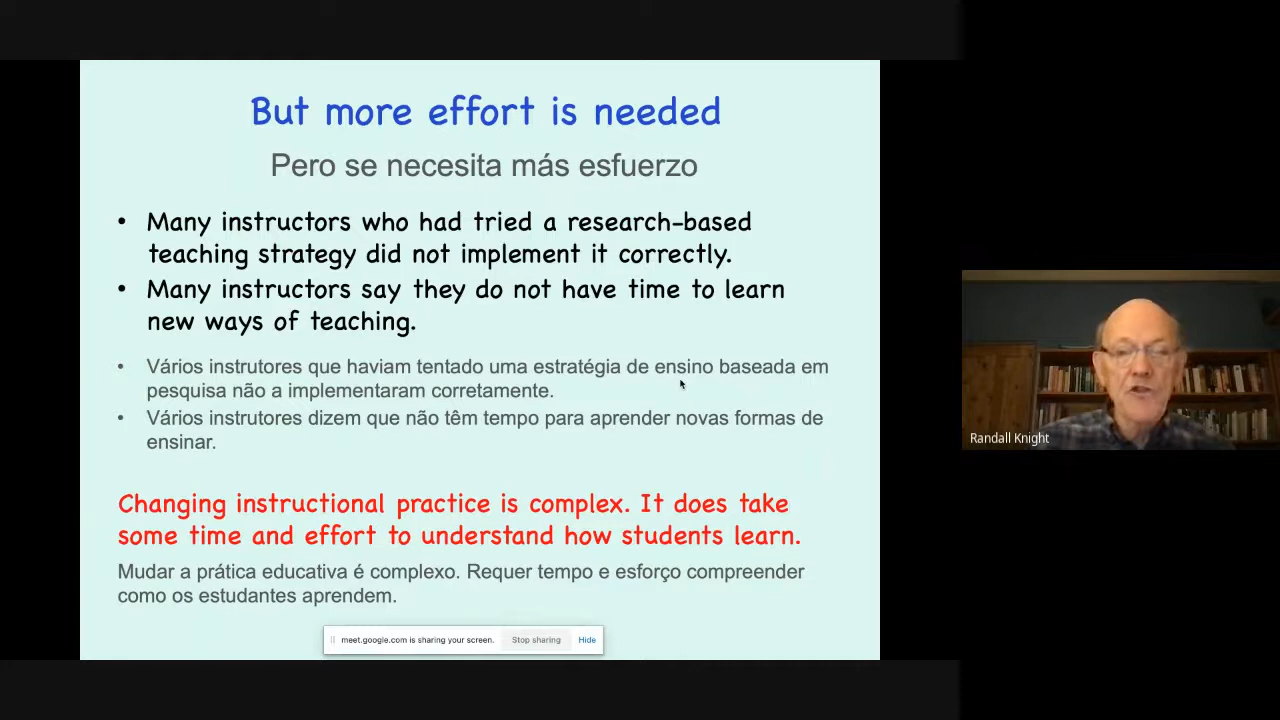 But more effort is needed
Pero se necesita más esfuerzo
• Many instructors who had tried a research-based
teaching strategy did not implement it correctly.
• Many instructors say they do not have time to learn
new ways of teaching.
• Vários instrutores que haviam tentado uma estratégia de ensino baseada em
pesquisa não a implementaram corretamente.
• Vários instrutores dizem que não têm tempo para aprender novas formas de
ensinar.
Changing instructional practice is complex. It does take
some time and effort to understand how students learn.
Mudar a prática educativa é complexo. Requer tempo e esforço compreender
como os estudantes aprendem.
meet.google.com is sharing your screen. Stop sharing Hide
Randall Knight